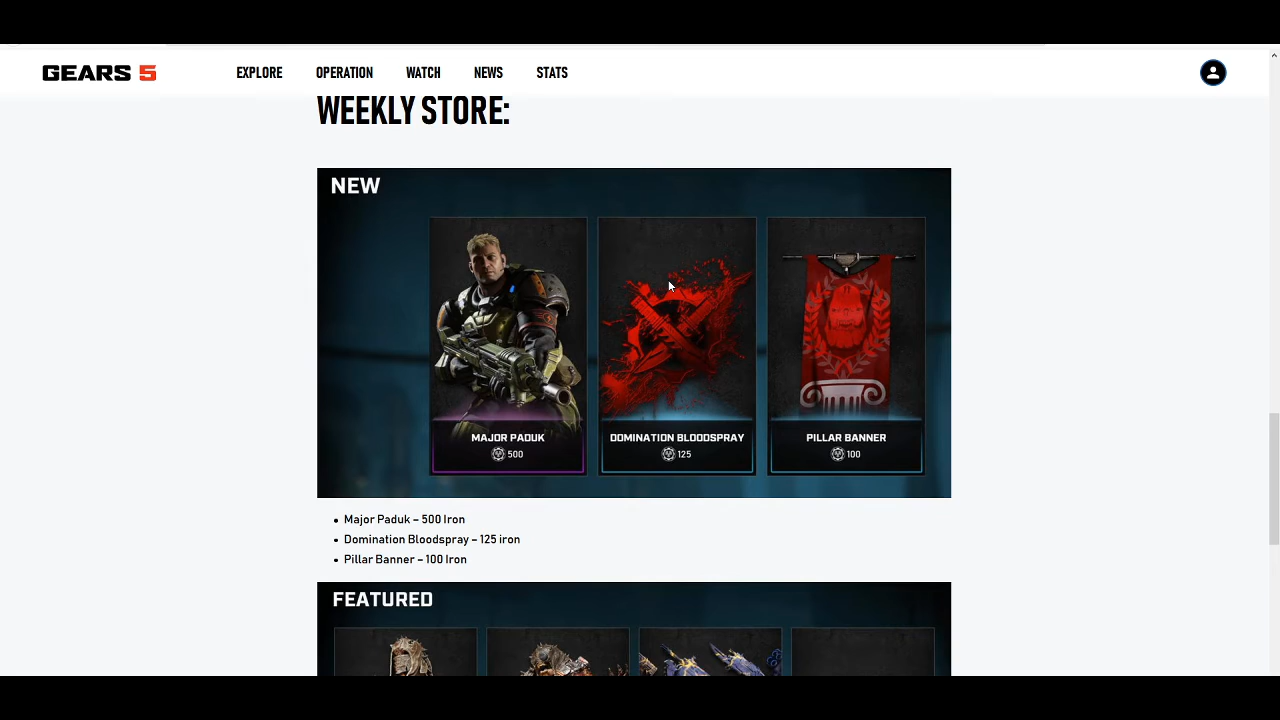 GEARS 5
EXPLORE OPERATION WATCH NEWS STATS
WEEKLY STORE:
NEW
MAJOR PADUK DOMINATION BLOODSPRAY PILLAR BANNER
500 125 100
• Major Paduk – 500 Iron
• Domination Bloodspray – 125 iron
• Pillar Banner – 100 Iron
FEATURED